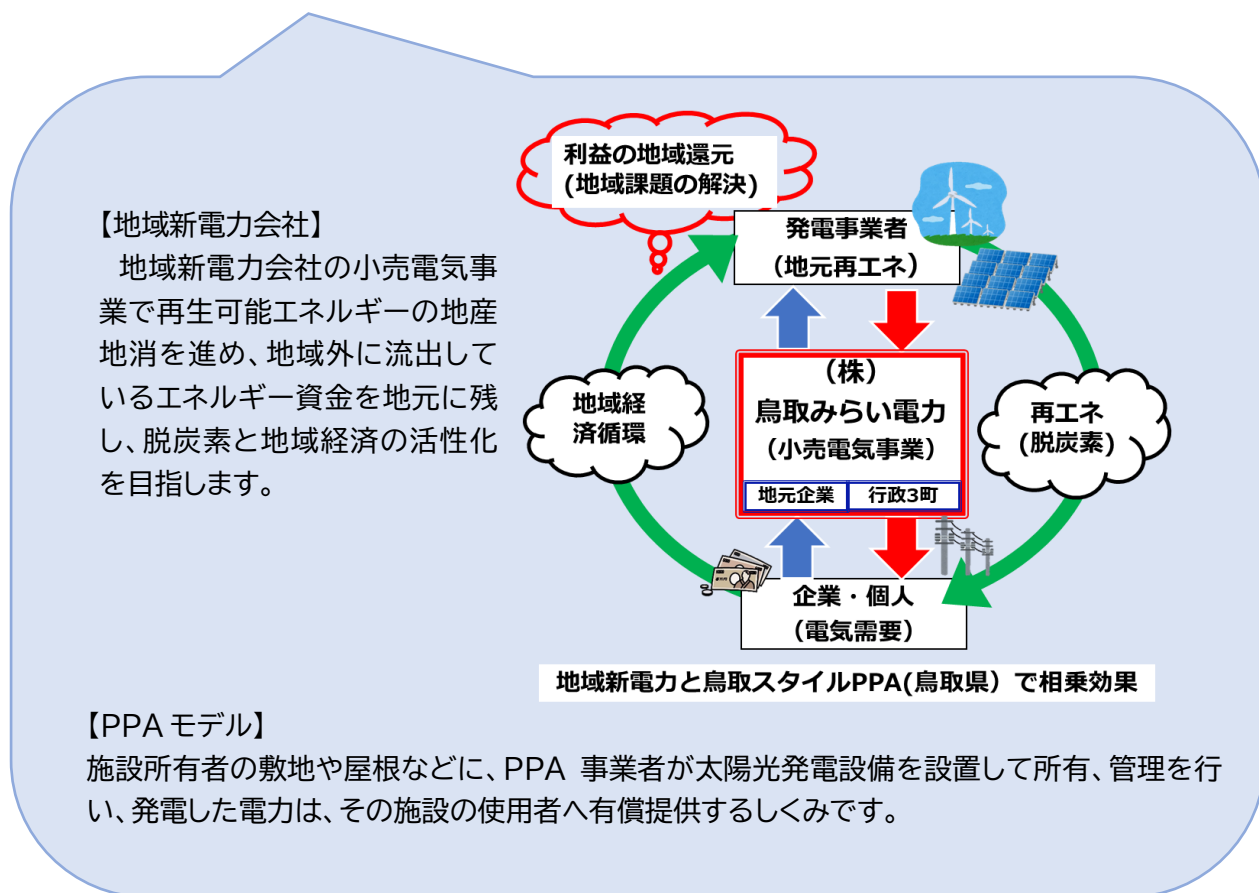 利益の地域還元
(地域課題の解決)
【地域新電力会社】
地域新電力会社の小売電気事
業で再生可能エネルギーの地産
地消を進め、地域外に流出して
いるエネルギー資金を地元に残
し、脱炭素と地域経済の活性化
を目指します。
発電事業者
（地元再エネ）
（株）
鳥取みらい電力
（小売電気事業）
地元企業
行政3町
地域経
済循環
再エネ
(脱炭素)
企業・個人
（電気需要）
地域新電力と鳥取スタイルPPA(鳥取県）で相乗効果
【PPA モデル】
施設所有者の敷地や屋根などに、PPA 事業者が太陽光発電設備を設置して所有、管理を行
い、発電した電力は、その施設の使用者へ有償提供するしくみです。